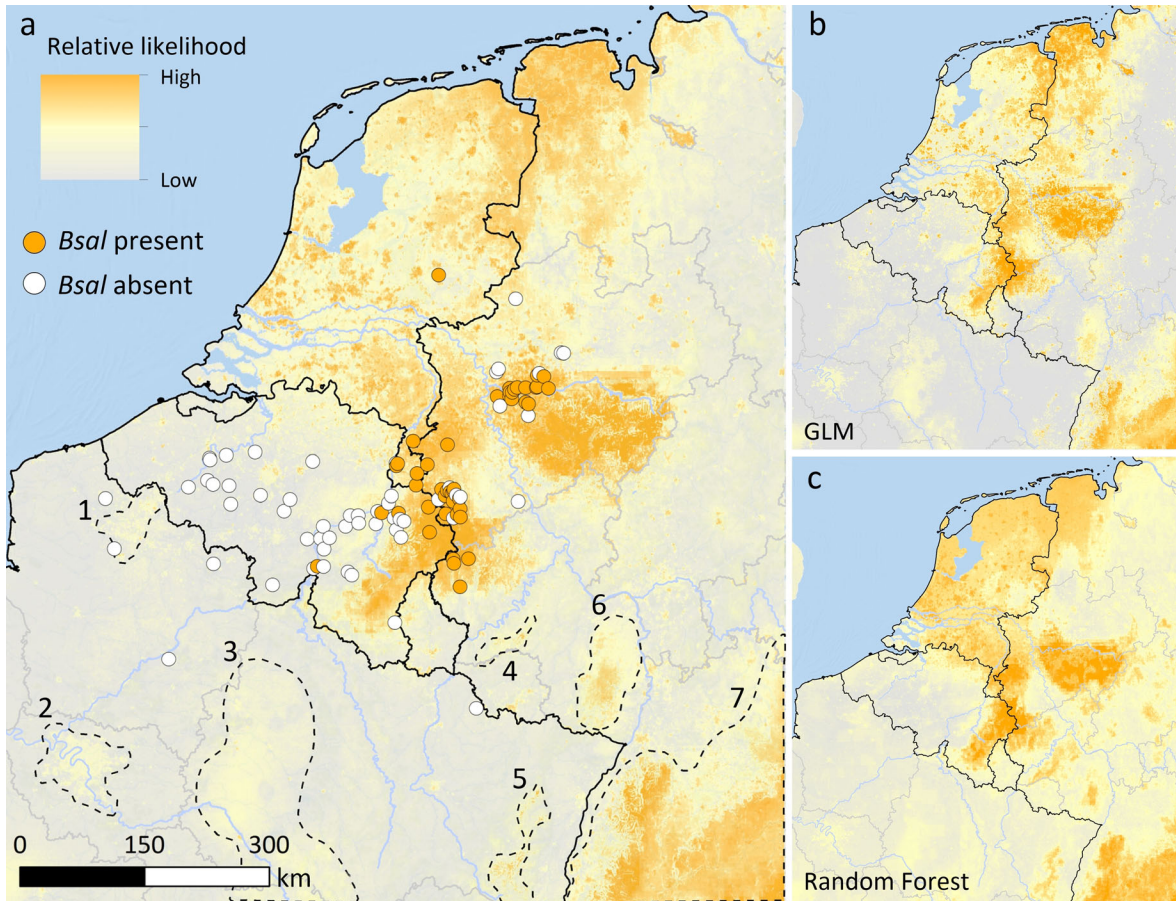 a
Relative likelihood
High
Low
Bsal present
Bsal absent
1
2
3
4
5
6
7
0 150 300
km
b
GLM
c
Random Forest